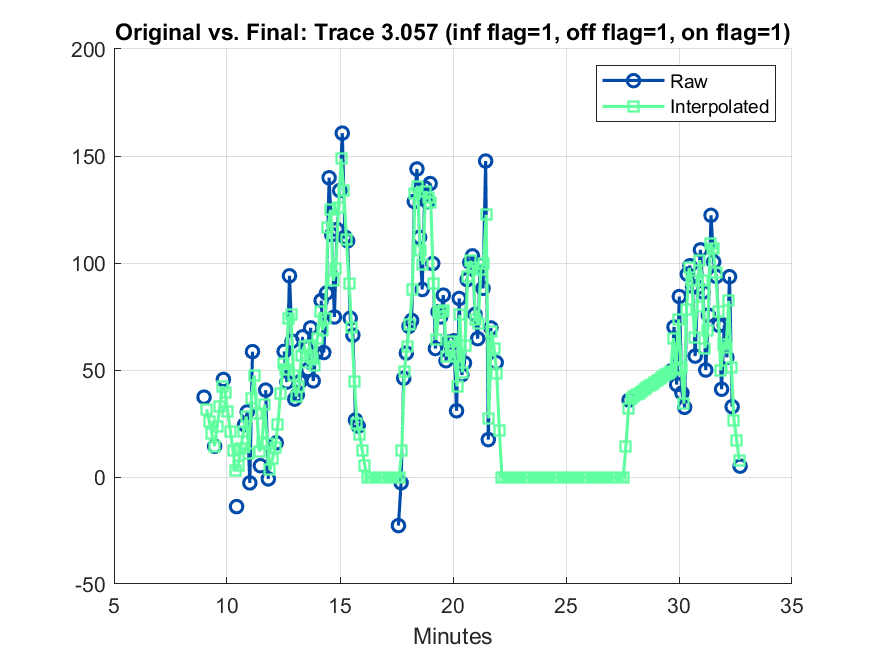 Original vs. Final: Trace 3.057 (inf flag=1, off flag=1, on flag=1)
200
150
100
50
0
-50
5 10 15 20 25 30 35
Minutes
Raw
Interpolated